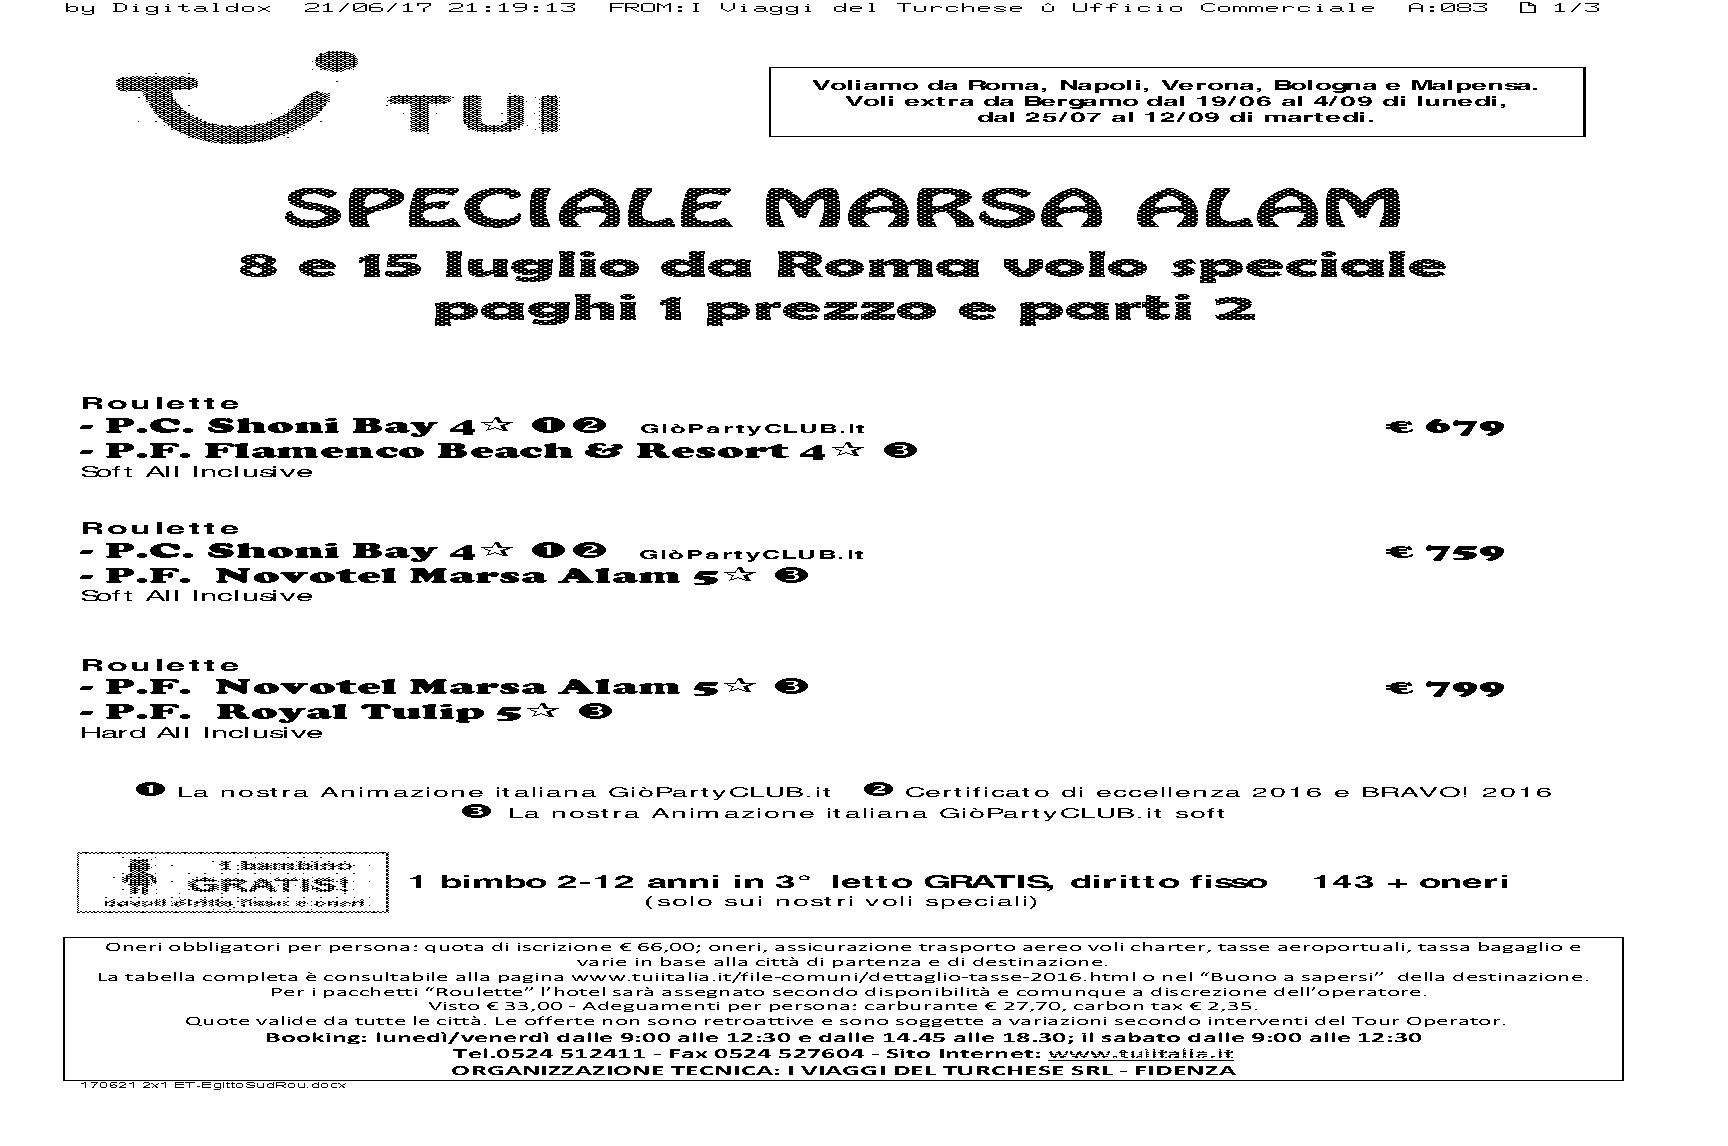 by Digitaldox 21/06/17 21:19:13 FROM:I Viaggi del Turchese û Ufficio Commerciale A:083 1/3
TUI
Voliamo da Roma, Napoli, Verona, Bologna e Malpensa.
Voli extra da Bergamo dal 19/06 al 4/09 di lunedì,
dal 25/07 al 12/09 di martedì.
SPECIALE MARSA ALAM
8 e 15 luglio da Roma volo speciale
paghi 1 prezzo e parti 2
Roulette
- P.C. Shoni Bay 4☆ ❶❷ GiòPartyCLUB.it € 679
- P.F. Flamenco Beach & Resort 4☆ ❸
Soft All Inclusive
Roulette
- P.C. Shoni Bay 4☆ ❶❷ GiòPartyCLUB.it € 759
- P.F. Novotel Marsa Alam 5☆ ❸
Soft All Inclusive
Roulette
- P.F. Novotel Marsa Alam 5☆ ❸ € 799
- P.F. Royal Tulip 5☆ ❸
Hard All Inclusive
❶ La nostra Animazione italiana GiòPartyCLUB.it ❷ Certificato di eccellenza 2016 e BRAVO! 2016
❸ La nostra Animazione italiana GiòPartyCLUB.it soft
1 bambino
GRATIS!
e oneri
1 bimbo 2-12 anni in 3° letto GRATIS, diritto fisso 143 + oneri
(solo sui nostri voli speciali)
Oneri obbligatori per persona: quota di iscrizione € 66,00; oneri, assicurazione trasporto aereo voli charter, tasse aeroportuali, tassa bagaglio e
varie in base alla città di partenza e di destinazione.
La tabella completa è consultabile alla pagina www.tuiitalia.it/file-comuni/dettaglio-tasse-2016.html o nel “Buono a sapersi” della destinazione.
Per i pacchetti “Roulette” l’hotel sarà assegnato secondo disponibilità e comunque a discrezione dell’operatore.
Visto € 33,00 - Adeguamenti per persona: carburante € 27,70, carbon tax € 2,35.
Quote valide da tutte le città. Le offerte non sono retroattive e sono soggette a variazioni secondo interventi del Tour Operator.
Booking: lunedì/venerdì dalle 9:00 alle 12:30 e dalle 14.45 alle 18.30; il sabato dalle 9:00 alle 12:30
Tel.0524 512411 - Fax 0524 527604 - Sito Internet: www.tuiitalia.it
ORGANIZZAZIONE TECNICA: I VIAGGI DEL TURCHESE SRL - FIDENZA
170621 2x1 ET-EgittoSudRou.docx